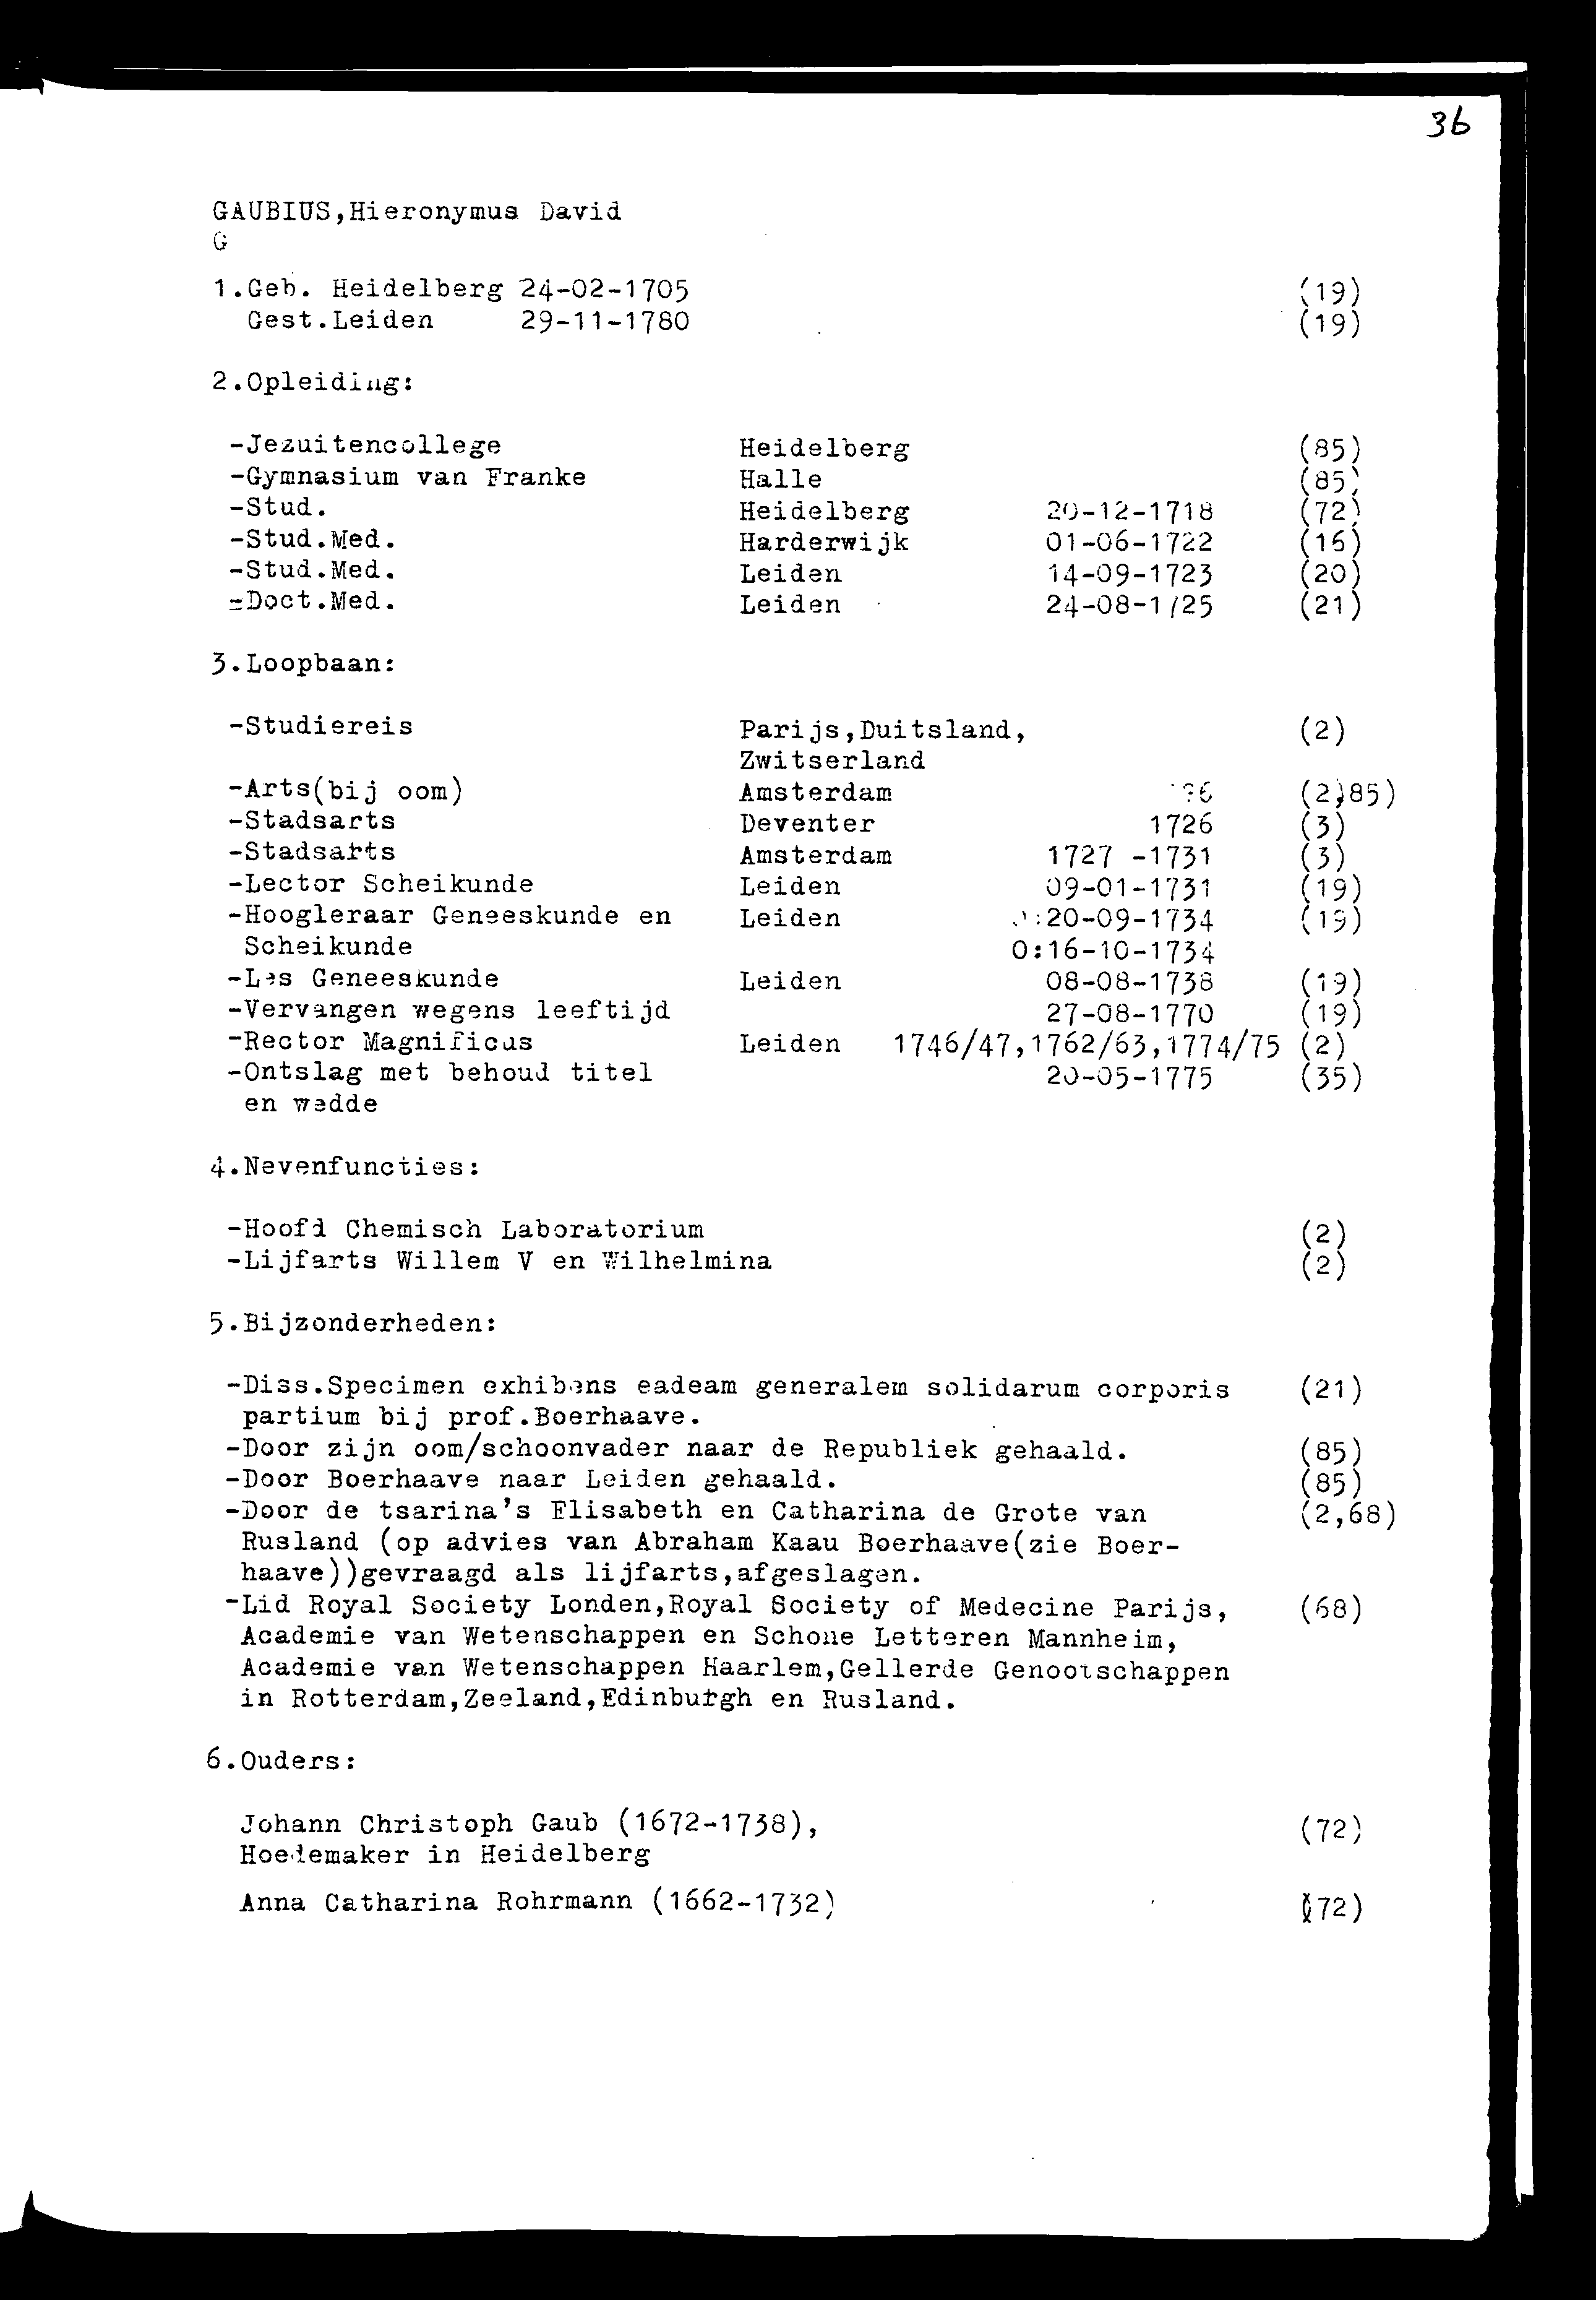 36
GAUBIUS,Hieronymus David
G
1.Geb. Heidelberg 24-02-1705 (19)
Gest.Leiden 29-11-1780 (19)
2.Opleiding:
-Jezuitencollege Heidelberg (85)
-Gymnasium van Franke Halle (85)
-Stud. Heidelberg 20-12-1718 (72)
-Stud.Med. Harderwijk 01-06-1722 (16)
-Stud.Med. Leiden 14-09-1723 (20)
=Doct.Med. Leiden 24-08-1725 (21)
3.Loopbaan:
-Studiereis Parijs,Duitsland, (2)
Zwitserland
-Arts(bij oom) Amsterdam (2,85)
-Stadsarts Deventer 1726 (3)
-Stadsarts Amsterdam 1727 -1731 (3)
-Lector Scheikunde Leiden 09-01-1731 (19)
-Hoogleraar Geneeskunde en Leiden 20-09-1734 (19)
Scheikunde O:16-10-1734
-Les Geneeskunde Leiden 08-08-1738 (19)
-Vervangen wegens leeftijd 27-08-1770 (19)
-Rector Magnificus Leiden 1746/47,1762/63,1774/75 (2)
-Ontslag met behoud titel 20-05-1775 (35)
en wedde
4.Nevenfuncties:
-Hoofd Chemisch Laboratorium (2)
-Lijfarts Willem V en Wilhelmina (2)
5.Bijzonderheden:
-Diss.Specimen exhibens eadeam generalem solidarum corporis (21)
partium bij prof.Boerhaave.
-Door zijn oom/schoonvader naar de Republiek gehaald. (85)
-Door Boerhaave naar Leiden gehaald. (85)
-Door de tsarina's Elisabeth en Catharina de Grote van (2,68)
Rusland (op advies van Abraham Kaau Boerhaave(zie Boer-
haave))gevraagd als lijfarts,afgeslagen.
-Lid Royal Society Londen,Royal Society of Medecine Parijs, (68)
Academie van Wetenschappen en Schone Letteren Mannheim,
Academie van Wetenschappen Haarlem,Gellerde Genootschappen
in Rotterdam,Zeeland,Edinburgh en Rusland.
6.Ouders:
Johann Christoph Gaub (1672-1738), (72)
Hoedemaker in Heidelberg
Anna Catharina Rohrmann (1662-1732) (72)